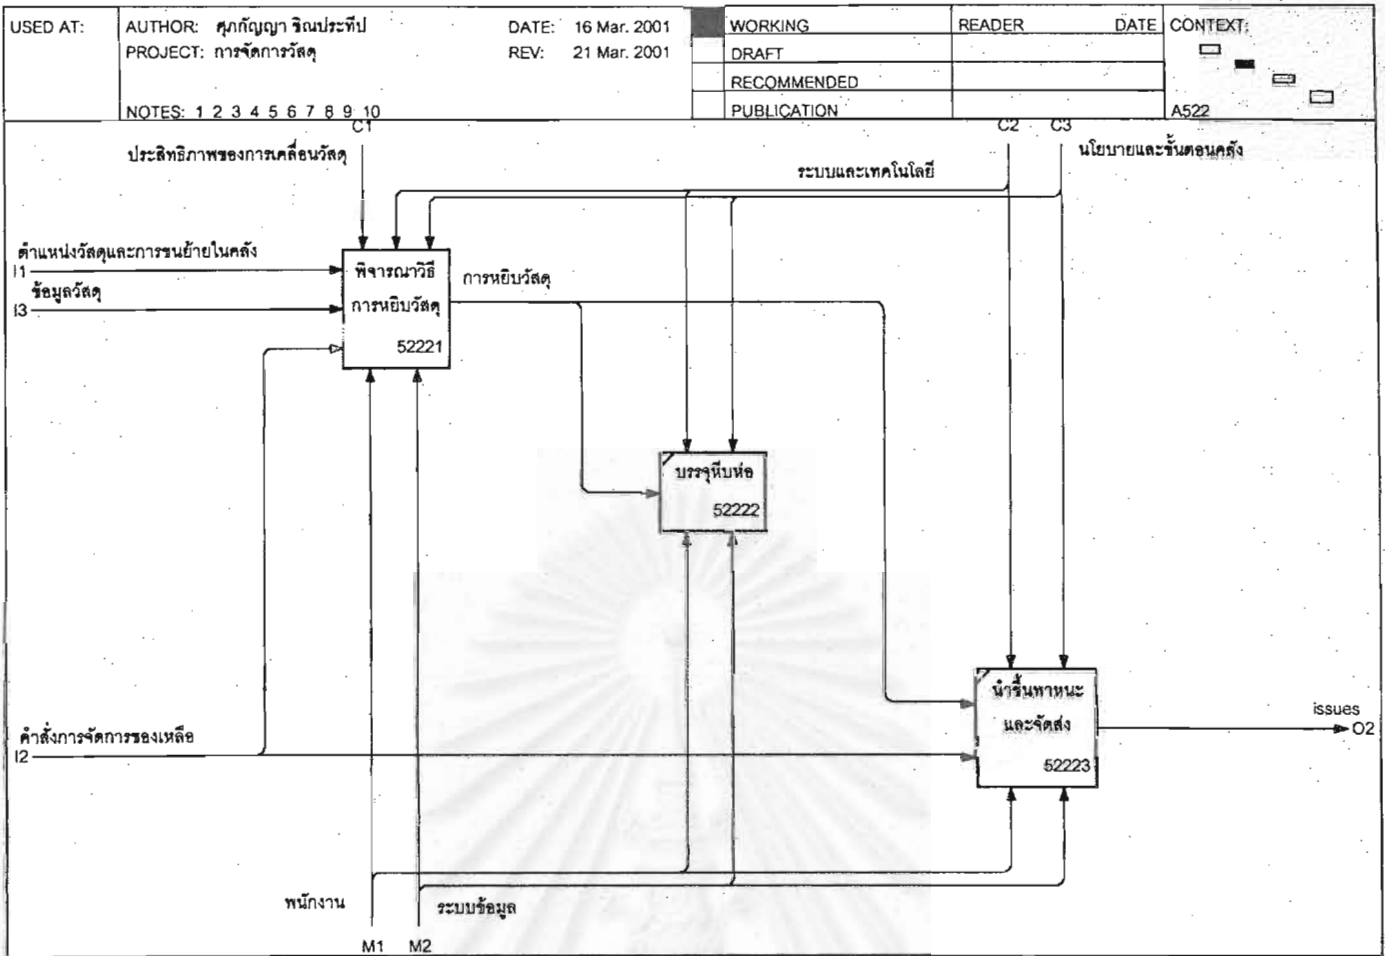 USED AT:
AUTHOR: ศุภกัญญา ชิณประทีป
DATE: 16 Mar. 2001
PROJECT: การจัดการวัสดุ
REV: 21 Mar. 2001
NOTES: 1 2 3 4 5 6 7 8 9 10
WORKING
DRAFT
RECOMMENDED
PUBLICATION
READER DATE
CONTEXT:
A522
C1
C2 C3
ประสิทธิภาพของการเคลื่อนวัสดุ
ระบบและเทคโนโลยี
นโยบายและขั้นตอนคลัง
ตำแหน่งวัสดุและการขนย้ายในคลัง
I1
ข้อมูลวัสดุ
I3
พิจารณาวิธี
การหยิบวัสดุ
52221
การหยิบวัสดุ
บรรจุหีบห่อ
52222
นำขึ้นพาหนะ
และจัดส่ง
52223
issues
O2
คำสั่งการจัดการของเหลือ
I2
พนักงาน
ระบบข้อมูล
M1 M2